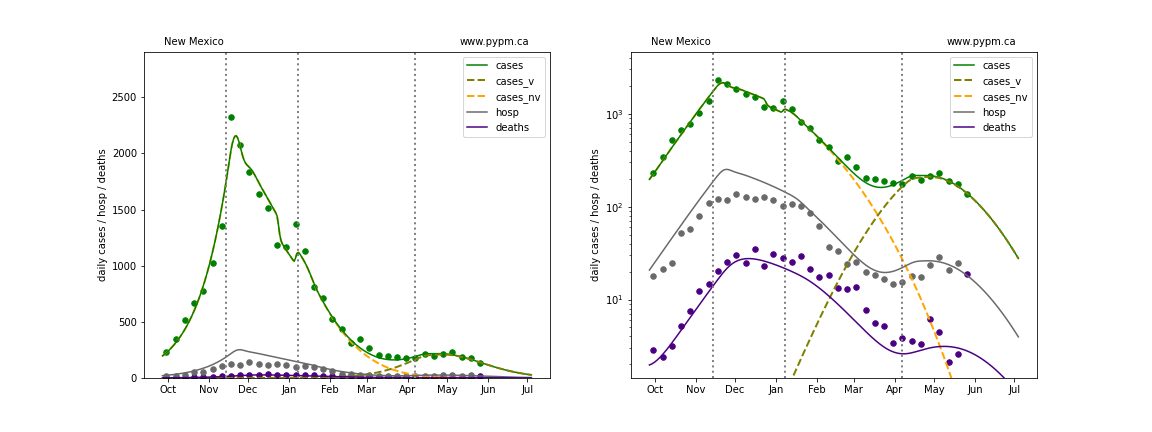 New Mexico www.pypm.ca
daily cases / hosp / deaths
2500
2000
1500
1000
500
0
Oct Nov Dec Jan Feb Mar Apr May Jun Jul
cases
cases_v
cases_nv
hosp
deaths
New Mexico www.pypm.ca
daily cases / hosp / deaths
10³
10²
10¹
Oct Nov Dec Jan Feb Mar Apr May Jun Jul
cases
cases_v
cases_nv
hosp
deaths